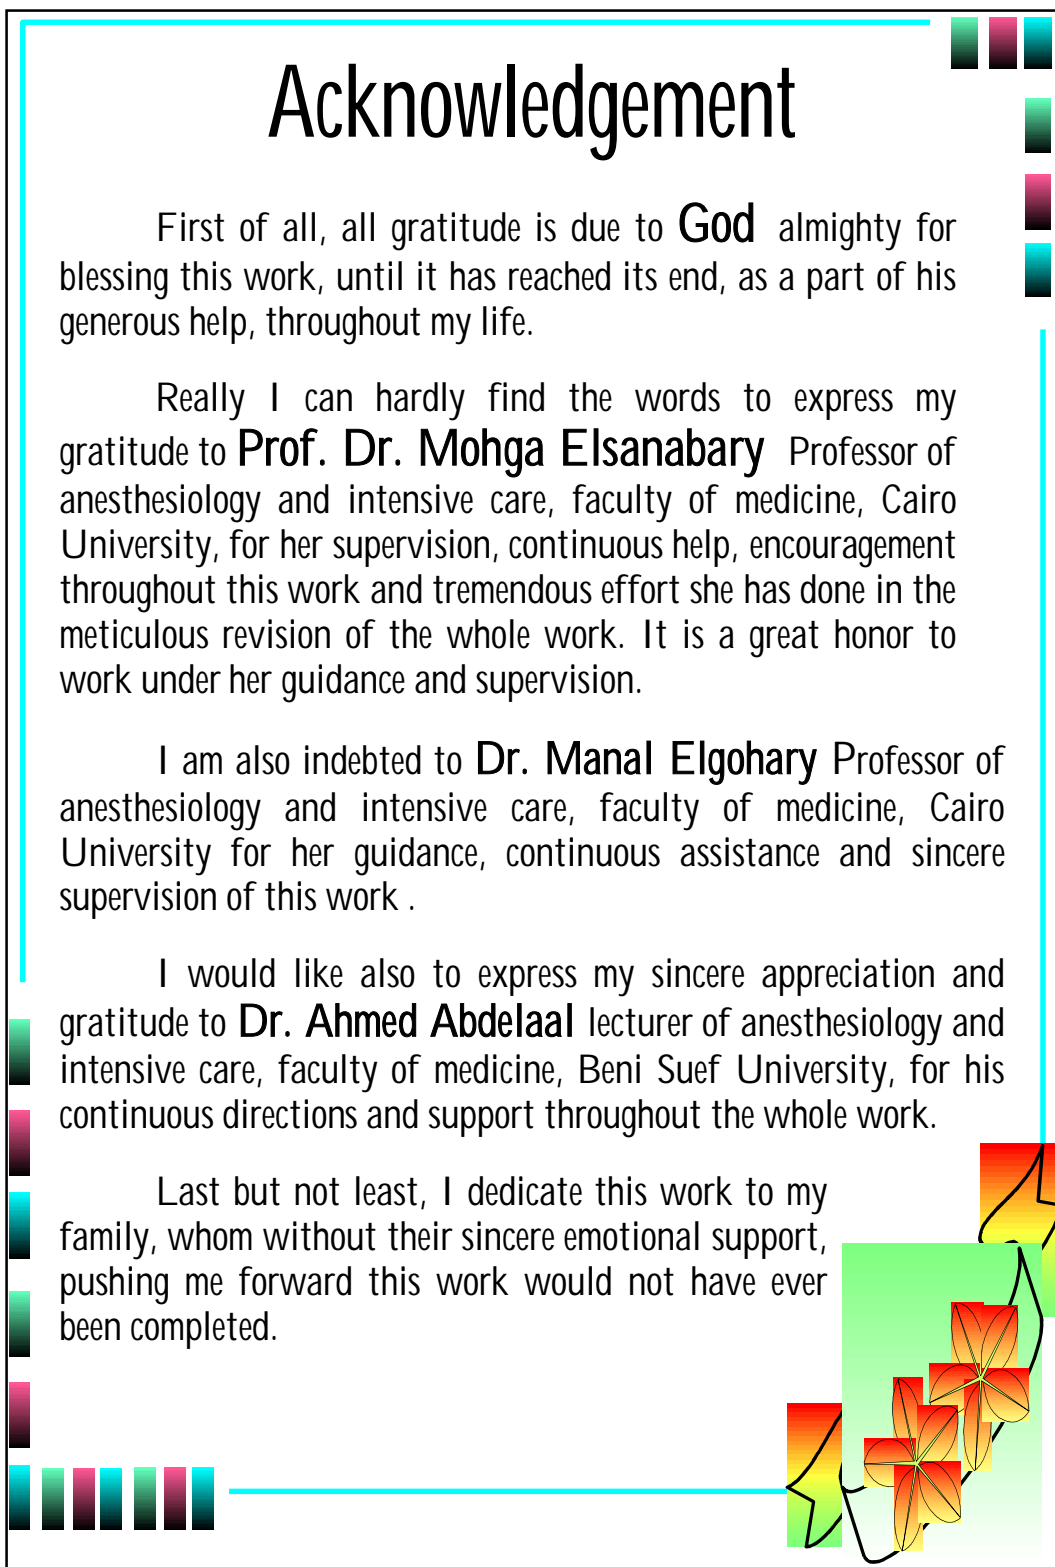 Acknowledgement
First of all, all gratitude is due to God almighty for
blessing this work, until it has reached its end, as a part of his
generous help, throughout my life.
Really I can hardly find the words to express my
gratitude to Prof. Dr. Mohga Elsanabary Professor of
anesthesiology and intensive care, faculty of medicine, Cairo
University, for her supervision, continuous help, encouragement
throughout this work and tremendous effort she has done in the
meticulous revision of the whole work. It is a great honor to
work under her guidance and supervision.
I am also indebted to Dr. Manal Elgohary Professor of
anesthesiology and intensive care, faculty of medicine, Cairo
University for her guidance, continuous assistance and sincere
supervision of this work .
I would like also to express my sincere appreciation and
gratitude to Dr. Ahmed Abdelaal lecturer of anesthesiology and
intensive care, faculty of medicine, Beni Suef University, for his
continuous directions and support throughout the whole work.
Last but not least, I dedicate this work to my
family, whom without their sincere emotional support,
pushing me forward this work would not have ever
been completed.